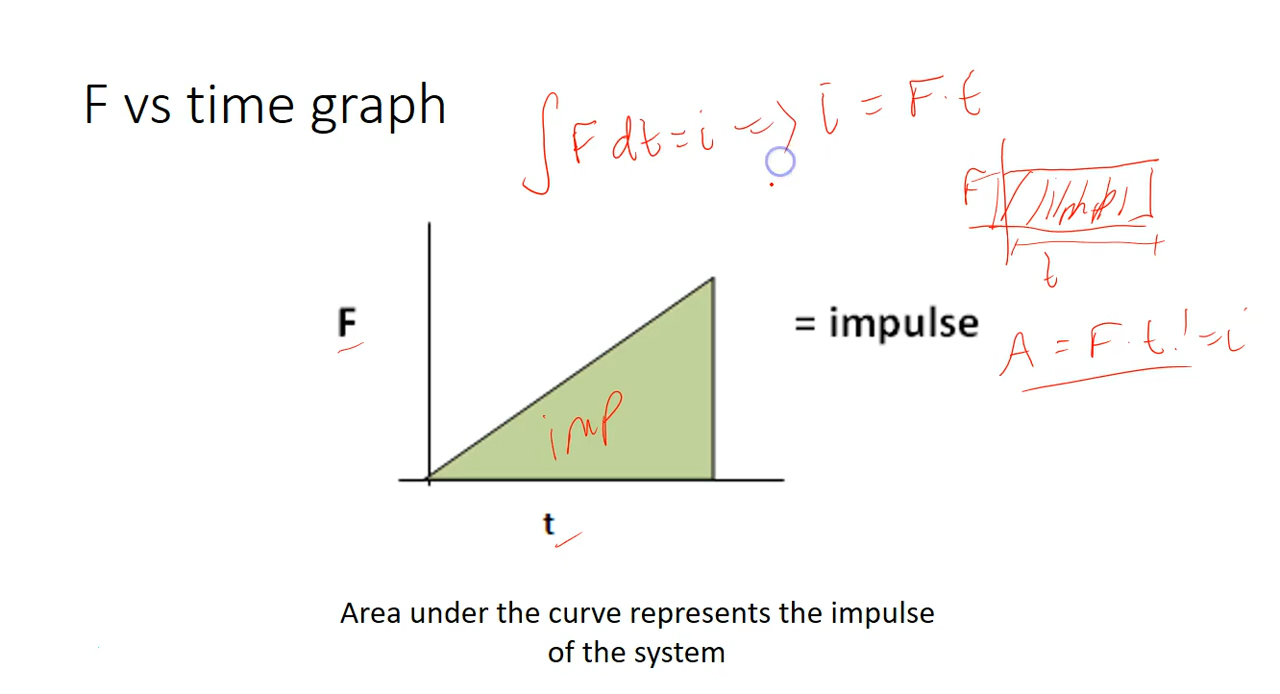 F vs time graph
∫ F dt = i => i = F · t
F
t
F
= impulse
A = F · t ! = i
imp
t
Area under the curve represents the impulse
of the system